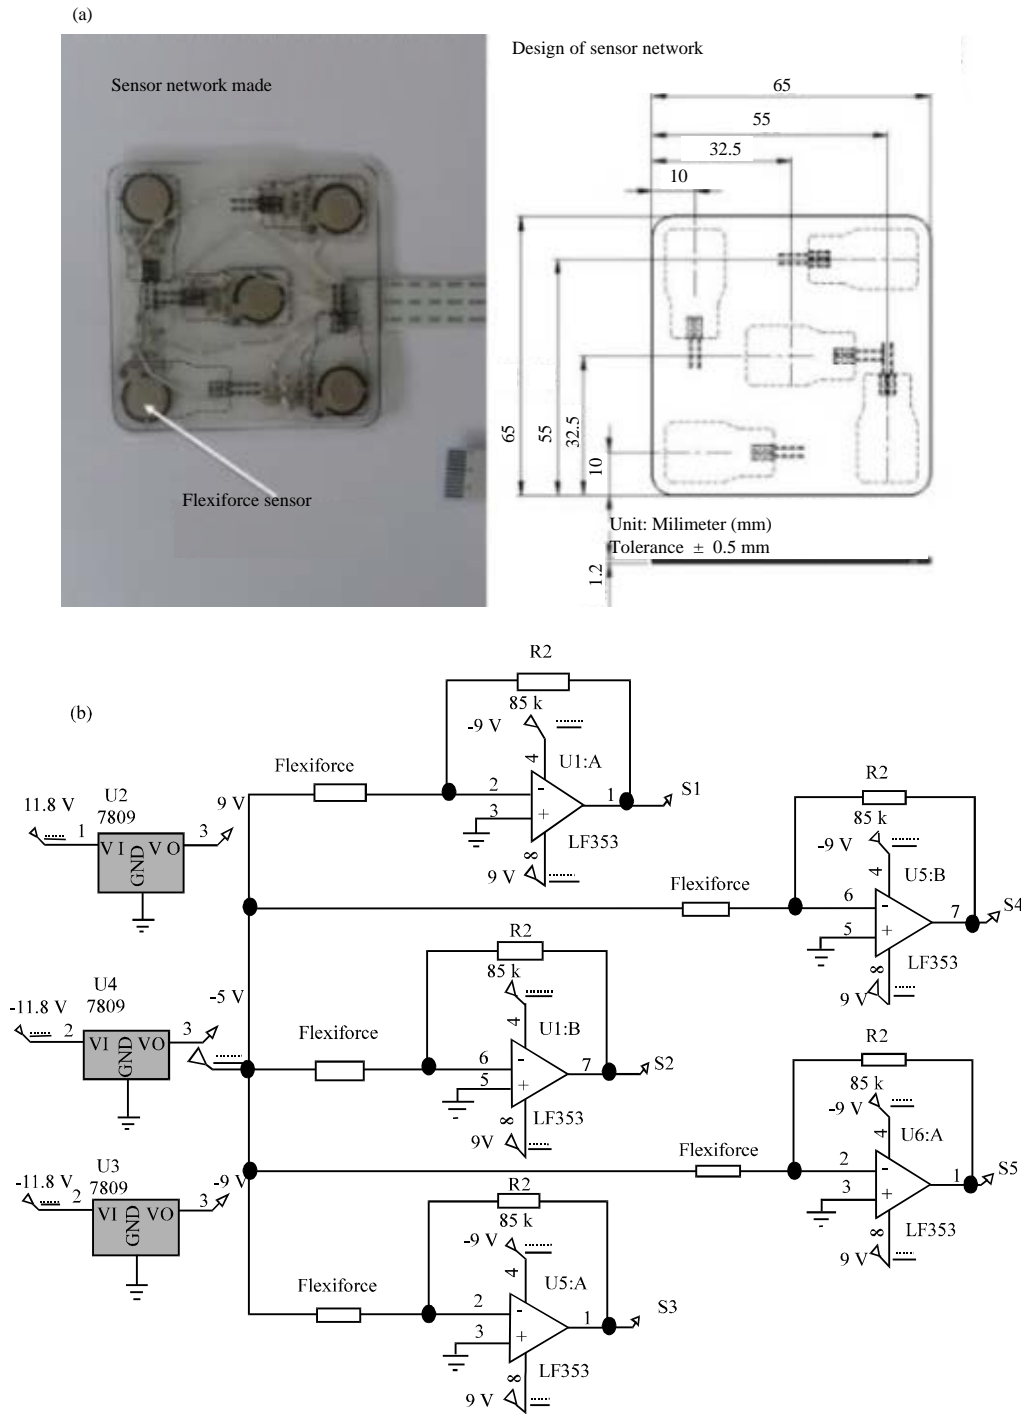 (a)
Sensor network made
Flexiforce sensor
Design of sensor network
65
55
32.5
10
65
55
32.5
10
Unit: Milimeter (mm)
Tolerance ± 0.5 mm
1.2
(b)
R2
85 k
-9 V
4
U1:A
Flexiforce
2
-
3
+
1
S1
LF353
8
9 V
11.8 V
U2
7809
9 V
1
VI
VO
3
GND
R2
85 k
-9 V
4
U5:B
Flexiforce
6
-
5
+
7
S4
LF353
8
9 V
-11.8 V
U4
7809
-5 V
2
VI
VO
3
GND
R2
85 k
4
U1:B
Flexiforce
6
-
5
+
7
S2
LF353
8
9V
R2
85 k
-9 V
4
U6:A
Flexiforce
2
-
3
+
1
S5
LF353
8
9 V
-11.8 V
U3
7809
-9 V
2
VI
VO
3
GND
R2
85 k
-9 V
4
U5:A
Flexiforce
2
-
3
+
1
S3
LF353
8
9 V